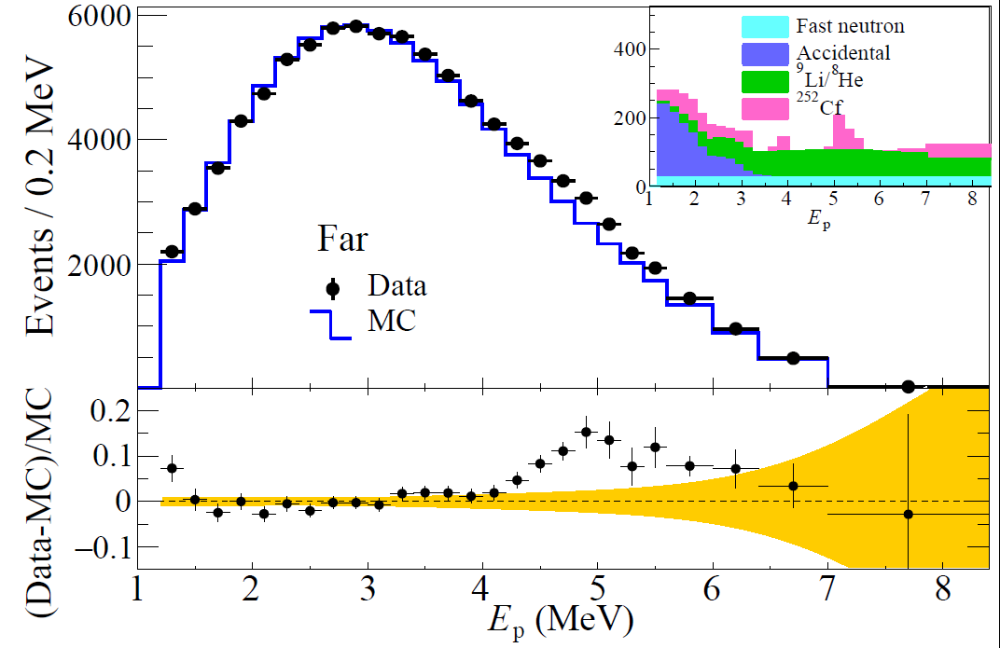 Events / 0.2 MeV
6000
4000
2000
Far
Data
MC
400
200
0
Fast neutron
Accidental
⁹Li/⁸He
²⁵²Cf
1 2 3 4 5 6 7 8
Eₚ
(Data-MC)/MC
0.2
0.1
0
−0.1
1 2 3 4 5 6 7 8
Eₚ (MeV)